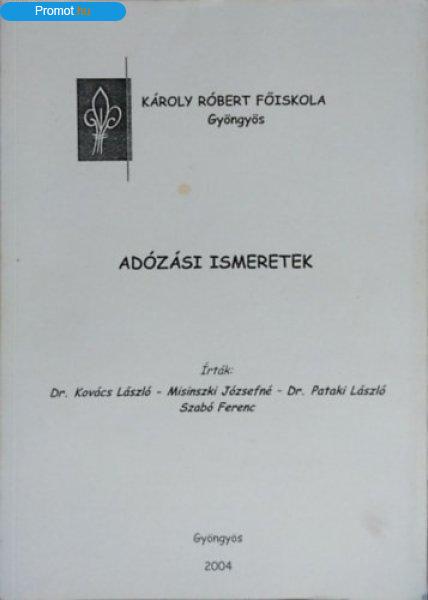 Promot.hu
KÁROLY RÓBERT FŐISKOLA
Gyöngyös
ADÓZÁSI ISMERETEK
Írták:
Dr. Kovács László - Misinszki Józsefné - Dr. Pataki László
Szabó Ferenc
Gyöngyös
2004